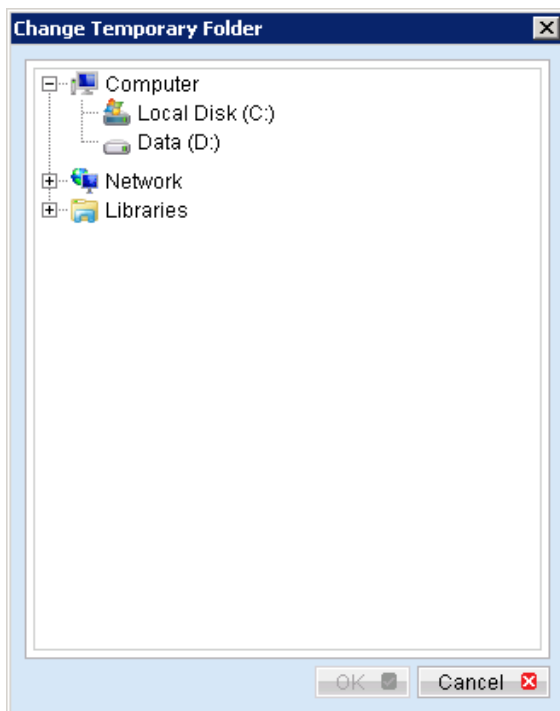 Change Temporary Folder
Computer
Local Disk (C:)
Data (D:)
Network
Libraries
OK
Cancel